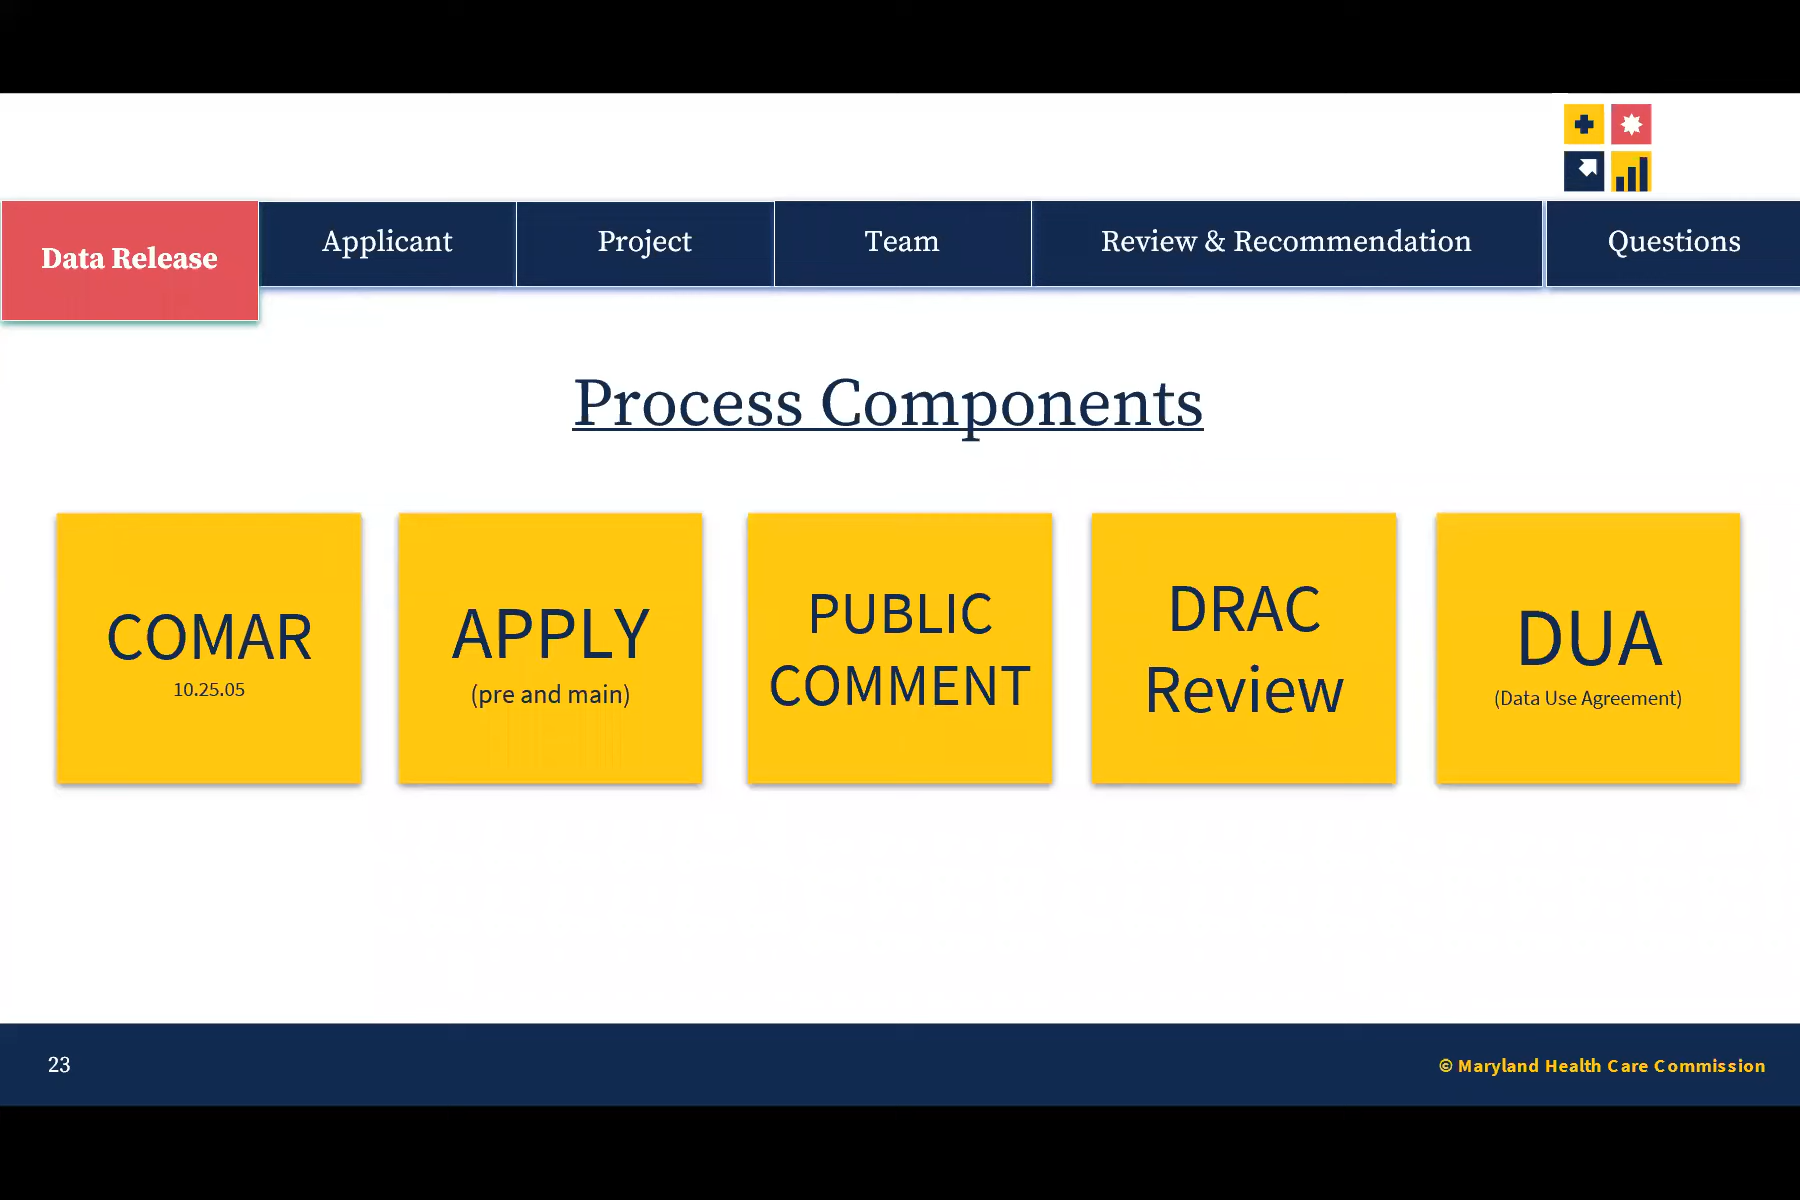 Data Release
Applicant
Project
Team
Review & Recommendation
Questions
Process Components
COMAR
10.25.05
APPLY
(pre and main)
PUBLIC
COMMENT
DRAC
Review
DUA
(Data Use Agreement)
23
© Maryland Health Care Commission